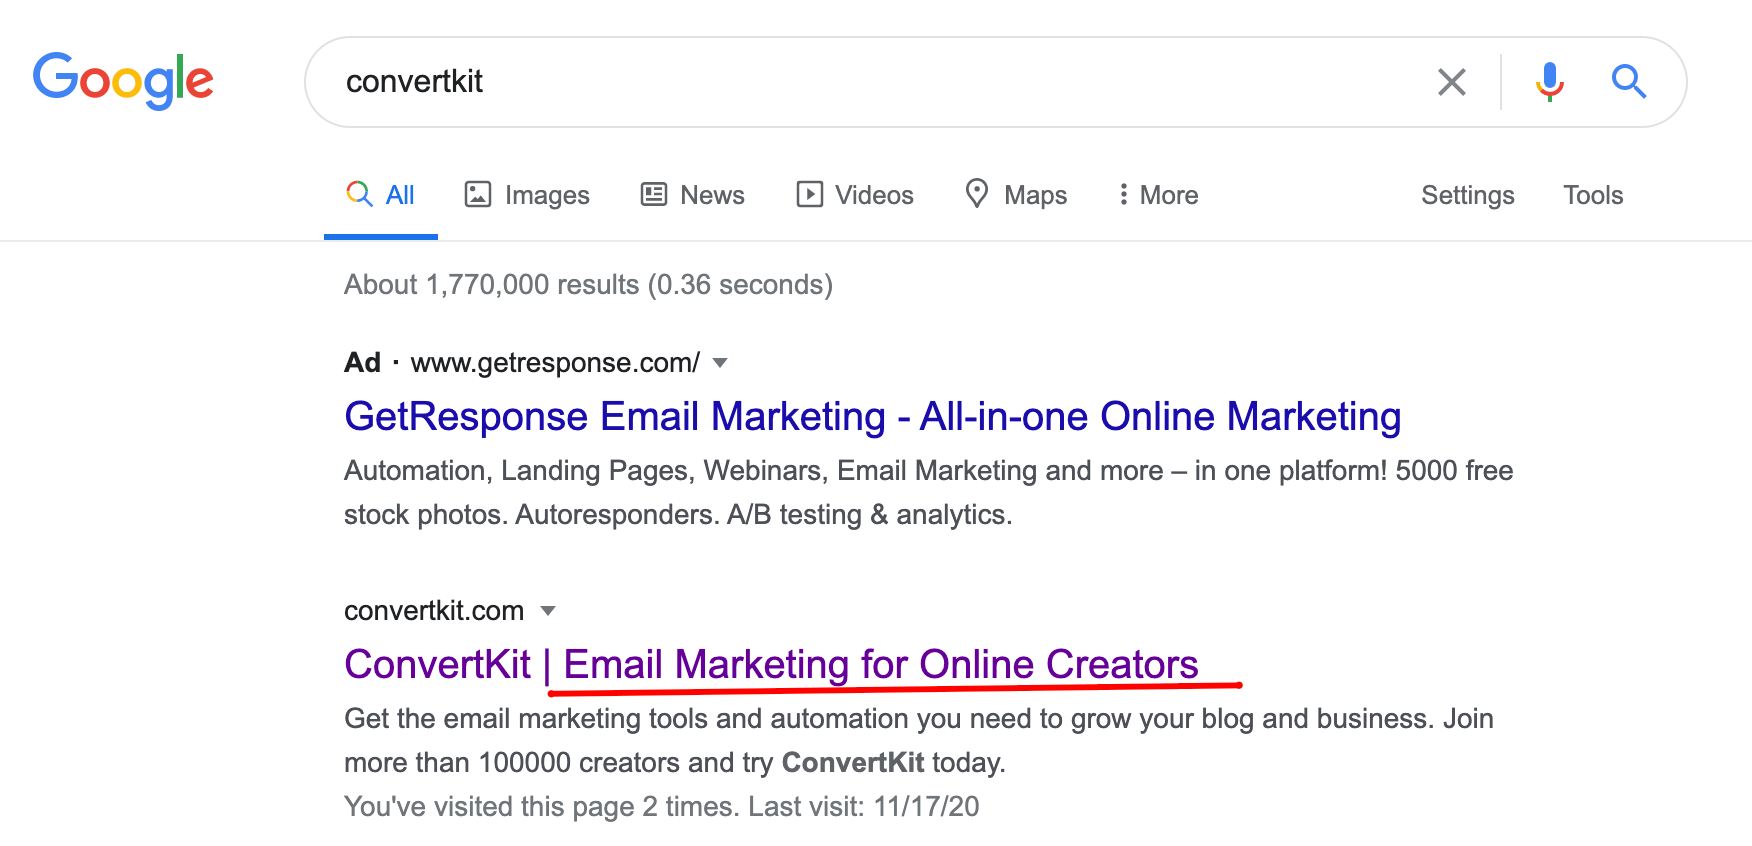 Google
convertkit
All Images News Videos Maps More Settings Tools
About 1,770,000 results (0.36 seconds)
Ad · www.getresponse.com/
GetResponse Email Marketing - All-in-one Online Marketing
Automation, Landing Pages, Webinars, Email Marketing and more – in one platform! 5000 free
stock photos. Autoresponders. A/B testing & analytics.
convertkit.com
ConvertKit | Email Marketing for Online Creators
Get the email marketing tools and automation you need to grow your blog and business. Join
more than 100000 creators and try ConvertKit today.
You've visited this page 2 times. Last visit: 11/17/20